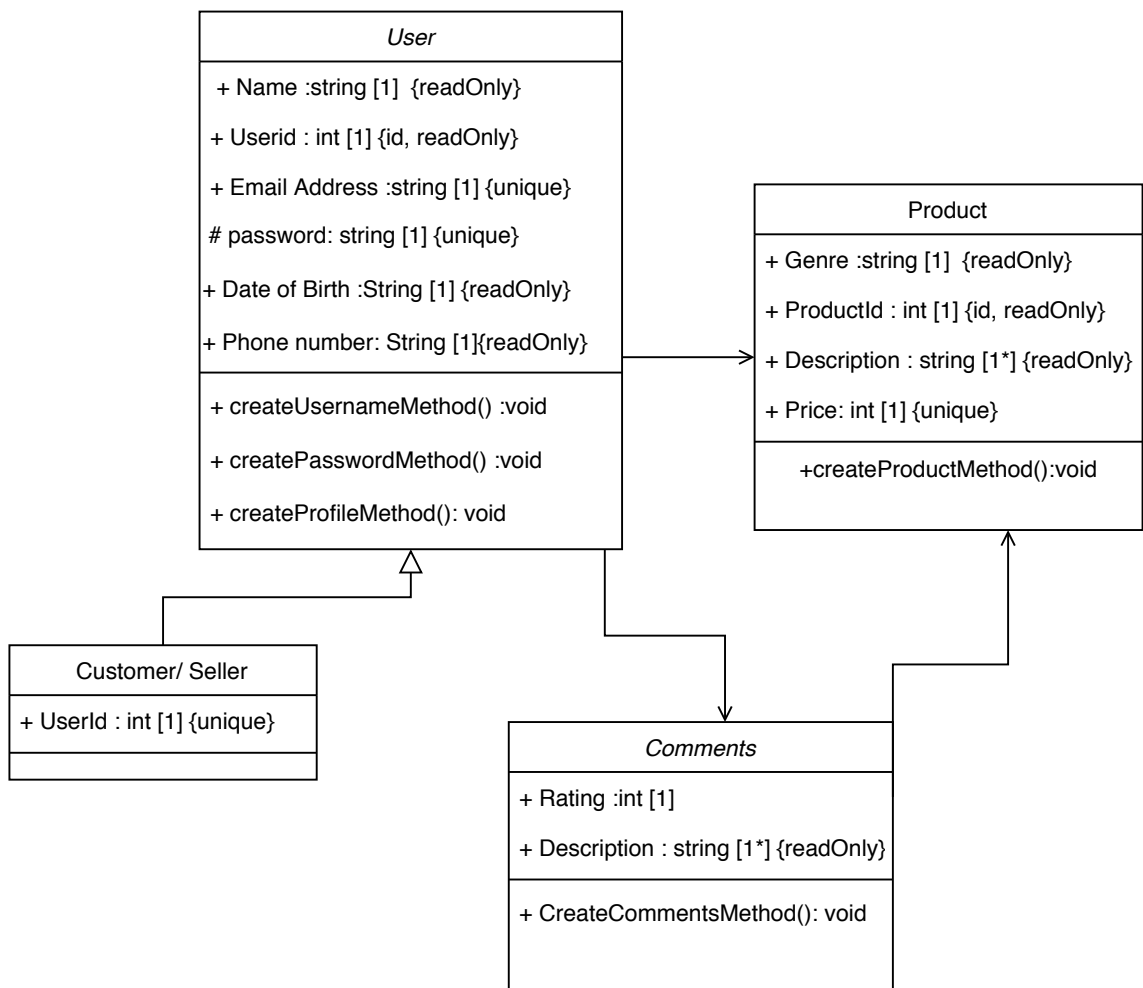 User
+ Name :string [1]  {readOnly}
+ Userid : int [1] {id, readOnly}
+ Email Address :string [1] {unique}
# password: string [1] {unique}
+ Date of Birth :String [1] {readOnly}
+ Phone number: String [1]{readOnly}
+ createUsernameMethod() :void
+ createPasswordMethod() :void
+ createProfileMethod(): void
Product
+ Genre :string [1]  {readOnly}
+ ProductId : int [1] {id, readOnly}
+ Description : string [1*] {readOnly}
+ Price: int [1] {unique}
+createProductMethod():void
Customer/ Seller
+ UserId : int [1] {unique}
Comments
+ Rating :int [1]
+ Description : string [1*] {readOnly}
+ CreateCommentsMethod(): void